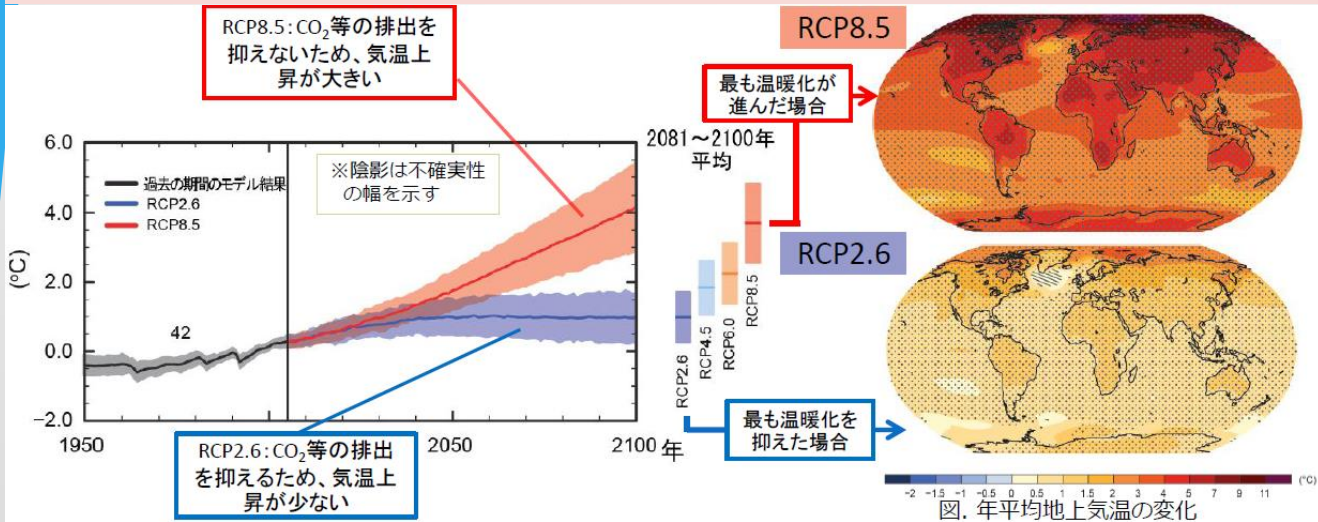 RCP8.5：CO₂等の排出を
抑えないため、気温上
昇が大きい
RCP8.5
最も温暖化が
進んだ場合
2081～2100年
平均
6.0
4.0
2.0
0.0
−2.0
(°C)
過去の期間のモデル結果
RCP2.6
RCP8.5
※陰影は不確実性
の幅を示す
42
1950
2050
2100 年
RCP2.6
RCP4.5
RCP6.0
RCP8.5
RCP2.6
RCP2.6：CO₂等の排出
を抑えるため、気温上
昇が少ない
最も温暖化を
抑えた場合
−2 −1.5 −1 −0.5 0 0.5 1 1.5 2 3 4 5 7 9 11 (°C)
図. 年平均地上気温の変化